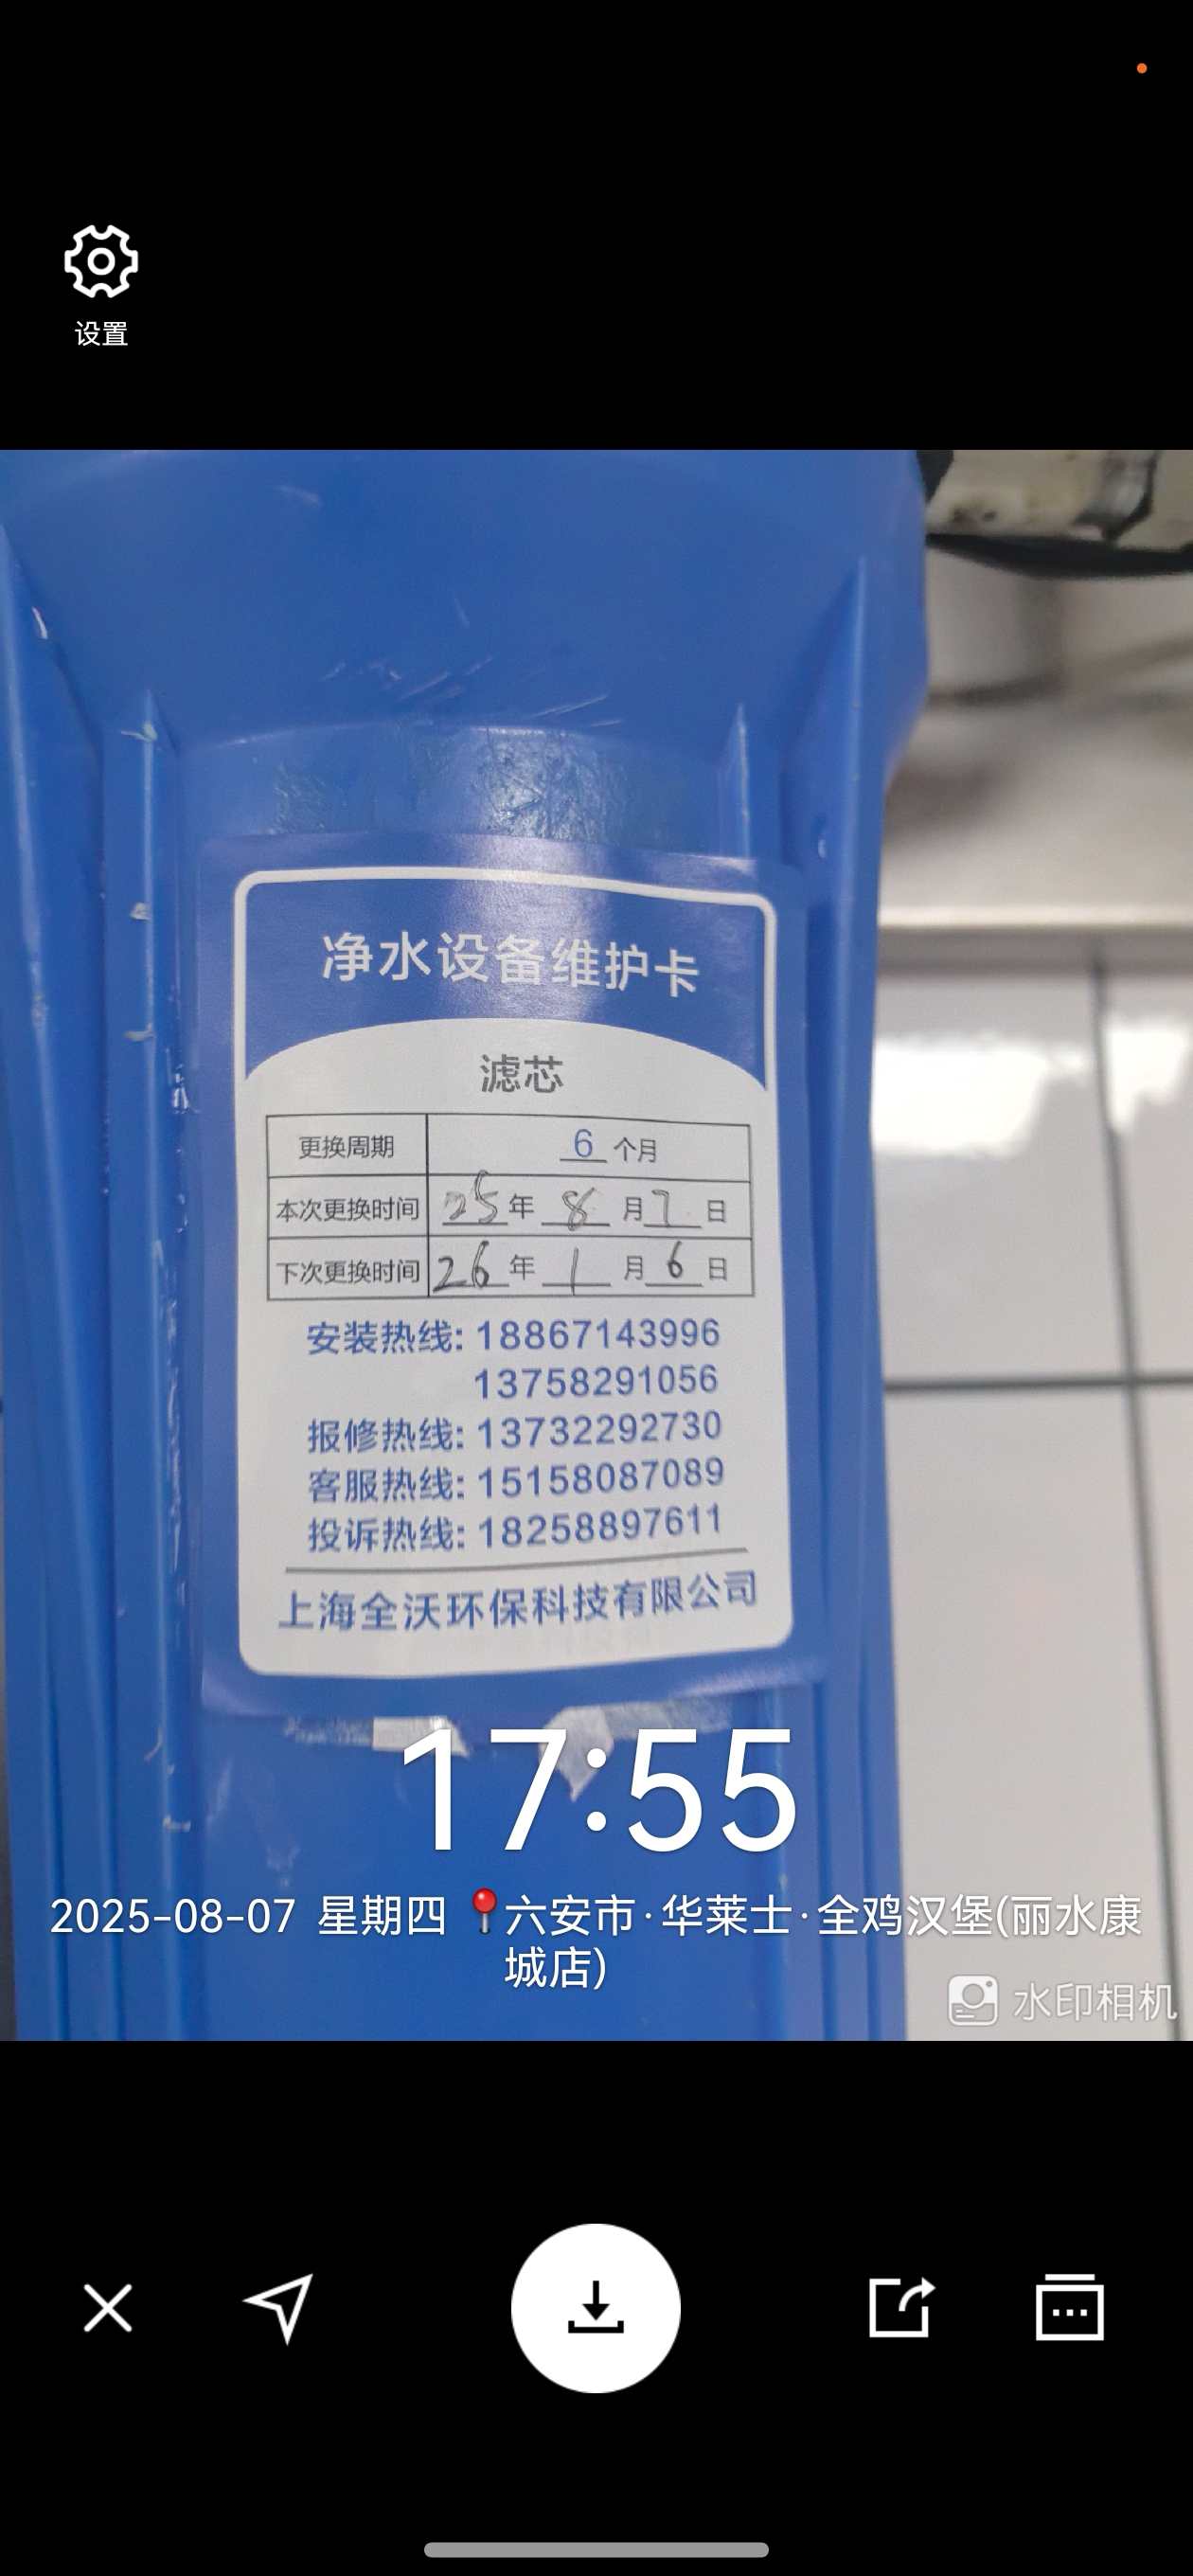 设置
净水设备维护卡
滤芯
更换周期 6 个月
本次更换时间 25年 8 月 7 日
下次更换时间 26年 1 月 6 日
安装热线: 18867143996
13758291056
报修热线: 13732292730
客服热线: 15158087089
投诉热线: 18258897611
上海全沃环保科技有限公司
17:55
2025-08-07 星期四 📍六安市·华莱士·全鸡汉堡(丽水康
城店)
水印相机